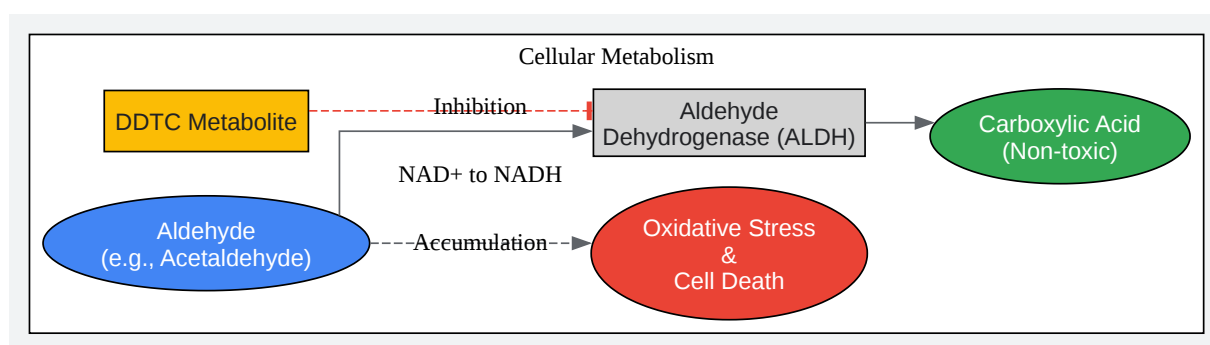 Cellular Metabolism
DDTC Metabolite
Inhibition
Aldehyde
Dehydrogenase (ALDH)
Carboxylic Acid
(Non-toxic)
NAD+ to NADH
Aldehyde
(e.g., Acetaldehyde)
Accumulation
Oxidative Stress
&
Cell Death